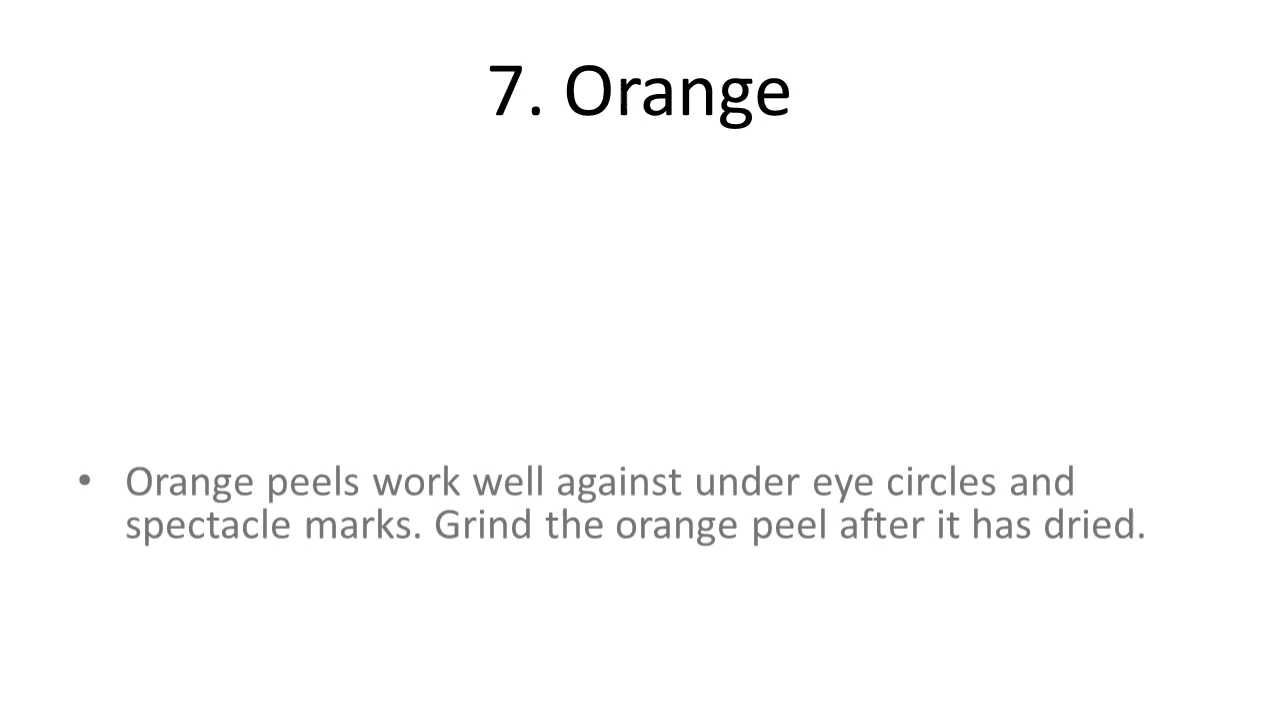 7. Orange
• Orange peels work well against under eye circles and
spectacle marks. Grind the orange peel after it has dried.